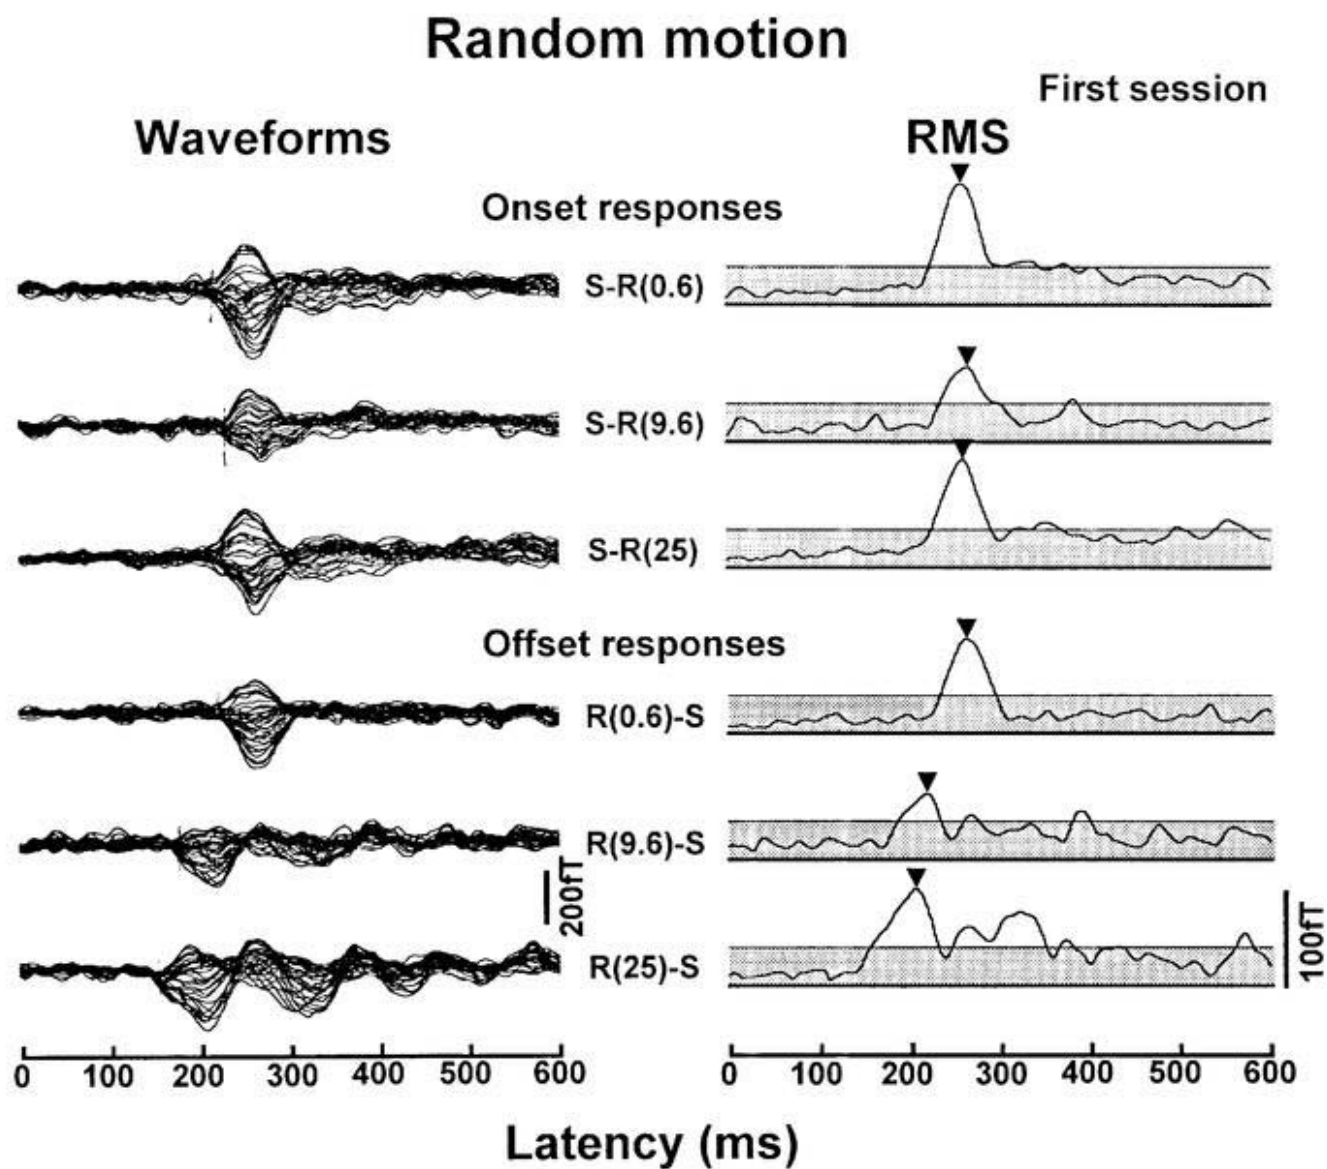 Random motion
First session
Waveforms
RMS
Onset responses
S-R(0.6)
S-R(9.6)
S-R(25)
Offset responses
R(0.6)-S
R(9.6)-S
200fT
R(25)-S
100fT
0 100 200 300 400 500 600
0 100 200 300 400 500 600
Latency (ms)